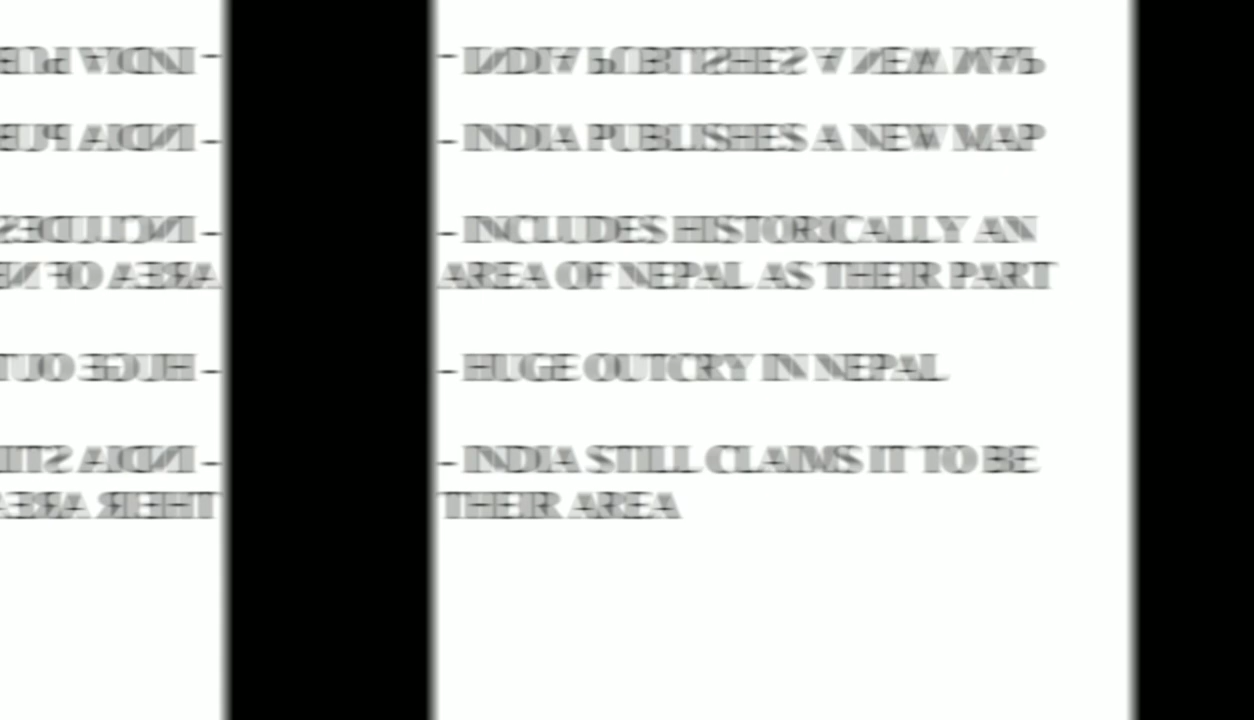 - INDIA PUBLISHES A NEW MAP
- INDIA PUBLISHES A NEW MAP
- INCLUDES HISTORICALLY AN
AREA OF NEPAL AS THEIR PART
- HUGE OUTCRY IN NEPAL
- INDIA STILL CLAIMS IT TO BE
THEIR AREA